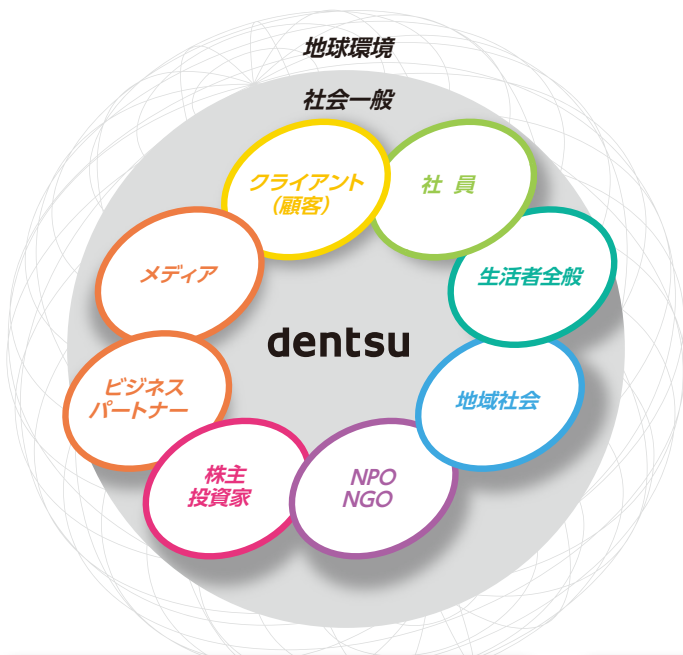 地球環境
社会一般
クライアント
（顧客）
社 員
メディア
生活者全般
dentsu
ビジネス
パートナー
地域社会
株主
投資家
NPO
NGO